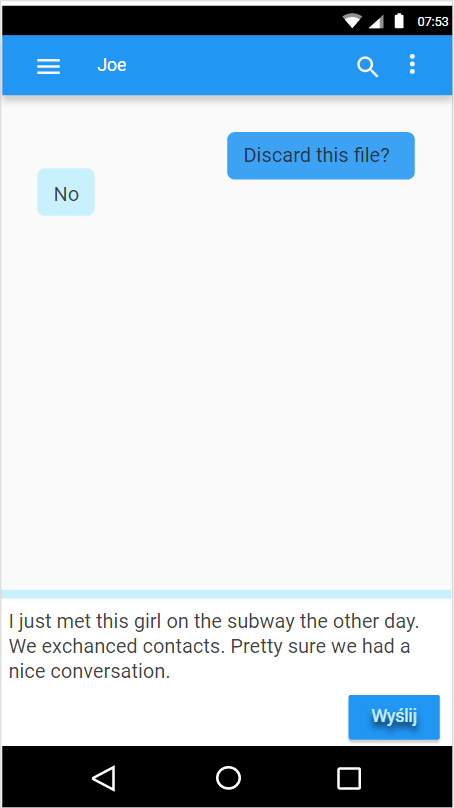 07:53
Joe
Discard this file?
No
I just met this girl on the subway the other day.
We exchanced contacts. Pretty sure we had a
nice conversation.
Wyślij